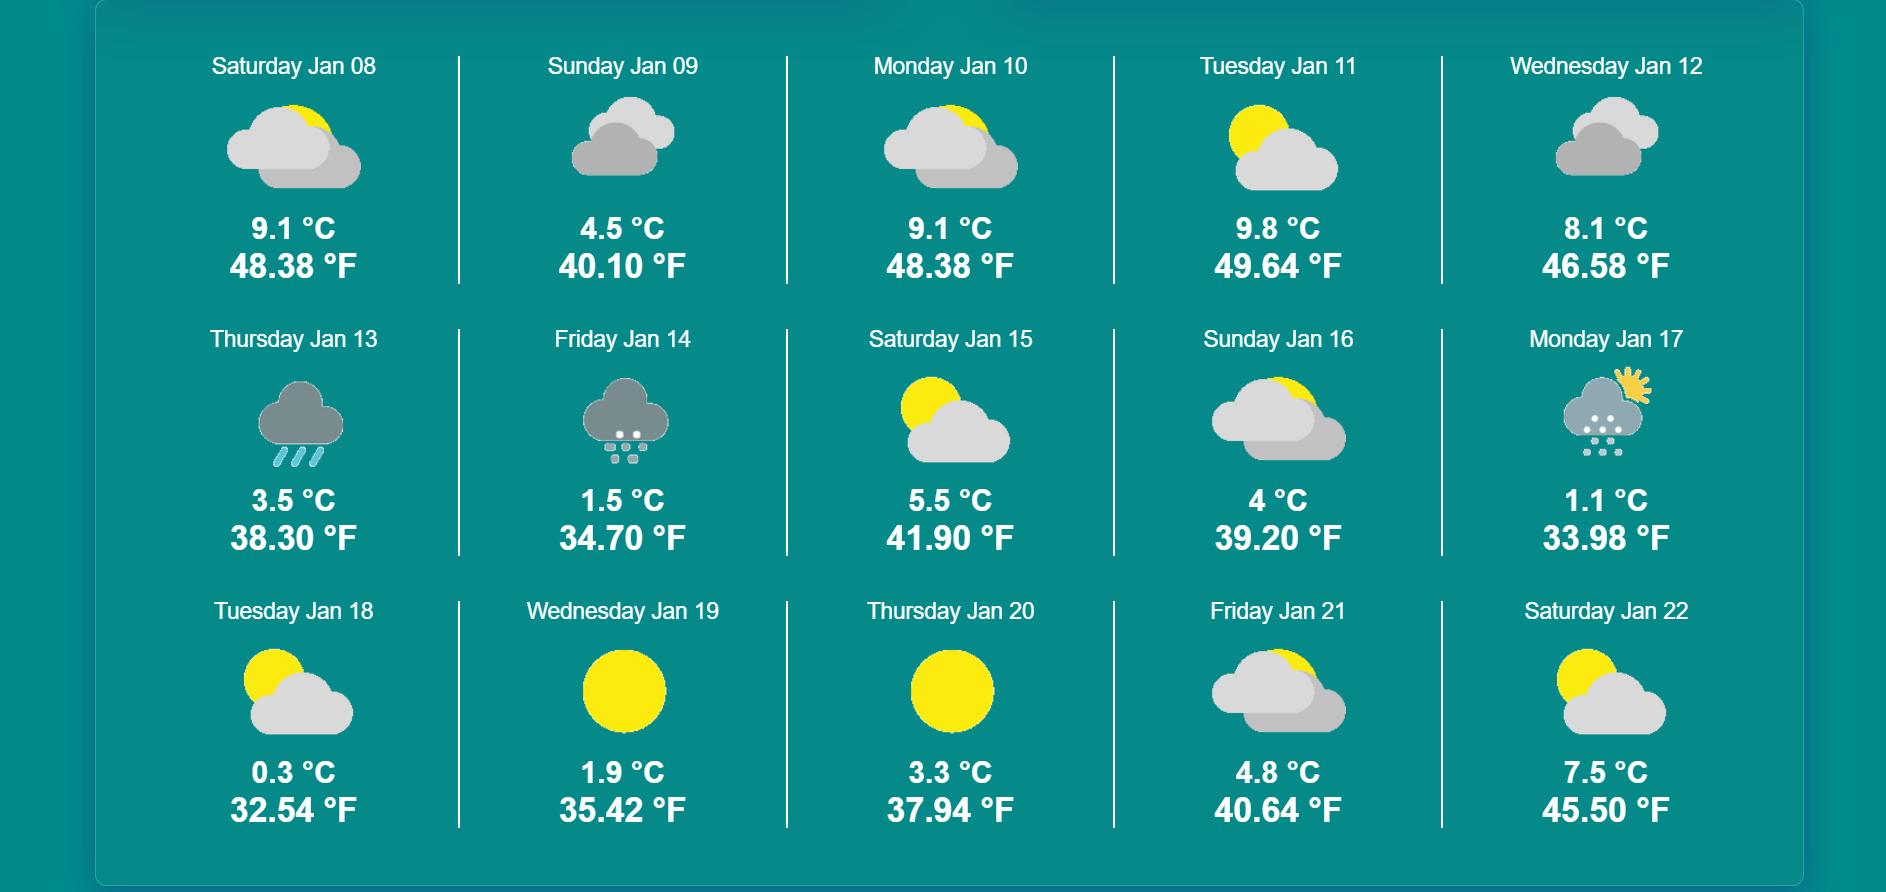 Saturday Jan 08
9.1 °C
48.38 °F
Sunday Jan 09
4.5 °C
40.10 °F
Monday Jan 10
9.1 °C
48.38 °F
Tuesday Jan 11
9.8 °C
49.64 °F
Wednesday Jan 12
8.1 °C
46.58 °F
Thursday Jan 13
3.5 °C
38.30 °F
Friday Jan 14
1.5 °C
34.70 °F
Saturday Jan 15
5.5 °C
41.90 °F
Sunday Jan 16
4 °C
39.20 °F
Monday Jan 17
1.1 °C
33.98 °F
Tuesday Jan 18
0.3 °C
32.54 °F
Wednesday Jan 19
1.9 °C
35.42 °F
Thursday Jan 20
3.3 °C
37.94 °F
Friday Jan 21
4.8 °C
40.64 °F
Saturday Jan 22
7.5 °C
45.50 °F